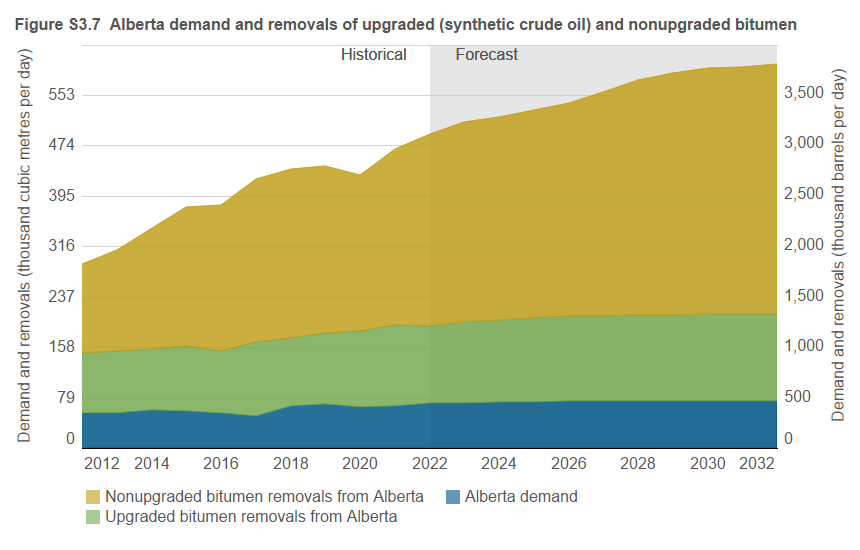 Figure S3.7  Alberta demand and removals of upgraded (synthetic crude oil) and nonupgraded bitumen
Historical
Forecast
Demand and removals (thousand cubic metres per day)
553
474
395
316
237
158
79
0
3,500
3,000
2,500
2,000
1,500
1,000
500
0
Demand and removals (thousand barrels per day)
2012 2014 2016 2018 2020 2022 2024 2026 2028 2030 2032
Nonupgraded bitumen removals from Alberta
Alberta demand
Upgraded bitumen removals from Alberta